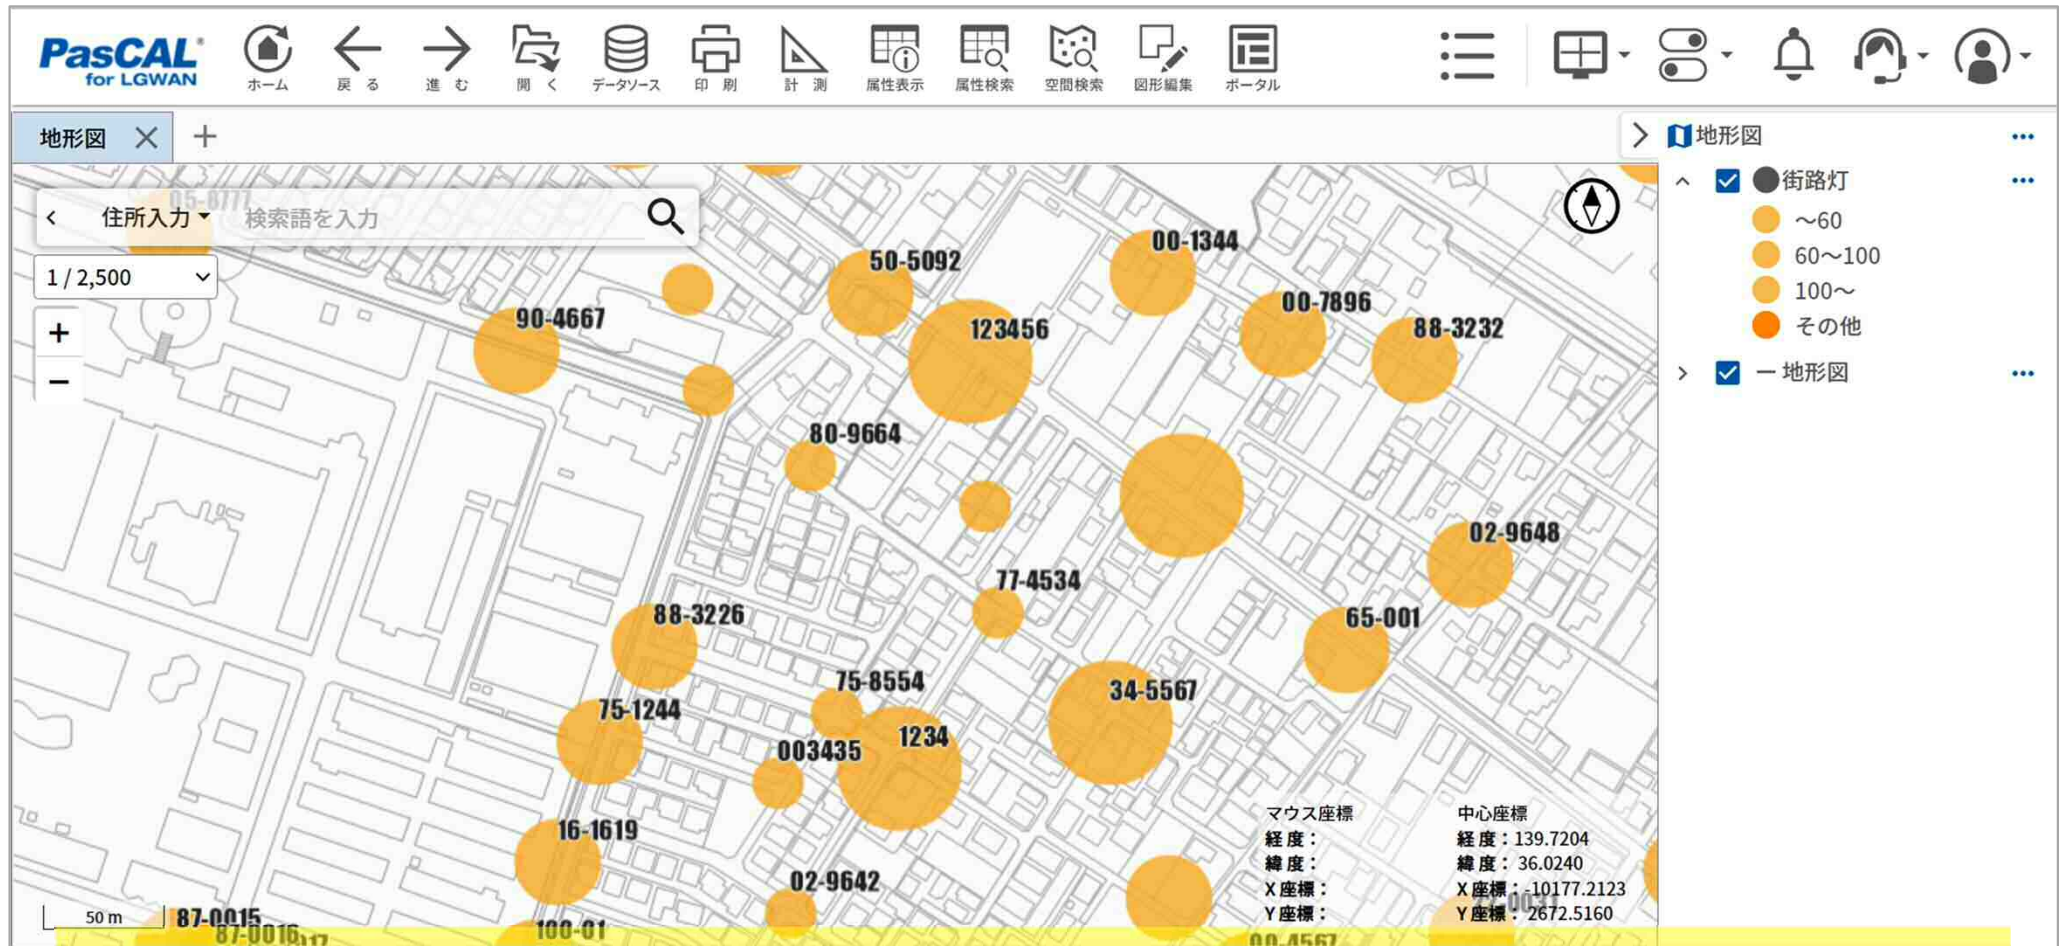 PasCAL
for LGWAN
ホーム
戻 る
進 む
開 く
データソース
印 刷
計 測
属性表示
属性検索
空間検索
図形編集
ポータル
地形図
地形図
街路灯
～60
60～100
100～
その他
ー 地形図
住所入力
検索語を入力
1 / 2,500
+
−
05-8777
50-5092
00-1344
90-4667
123456
00-7896
88-3232
80-9664
02-9648
77-4534
88-3226
65-001
75-8554
34-5567
75-1244
1234
003435
16-1619
02-9642
マウス座標
経度：
緯度：
X座標：
Y座標：
中心座標
経度：139.7204
緯度：36.0240
X座標：-10177.2123
Y座標：2672.5160
50 m
87-0015
87-0016
100-01
00-4567